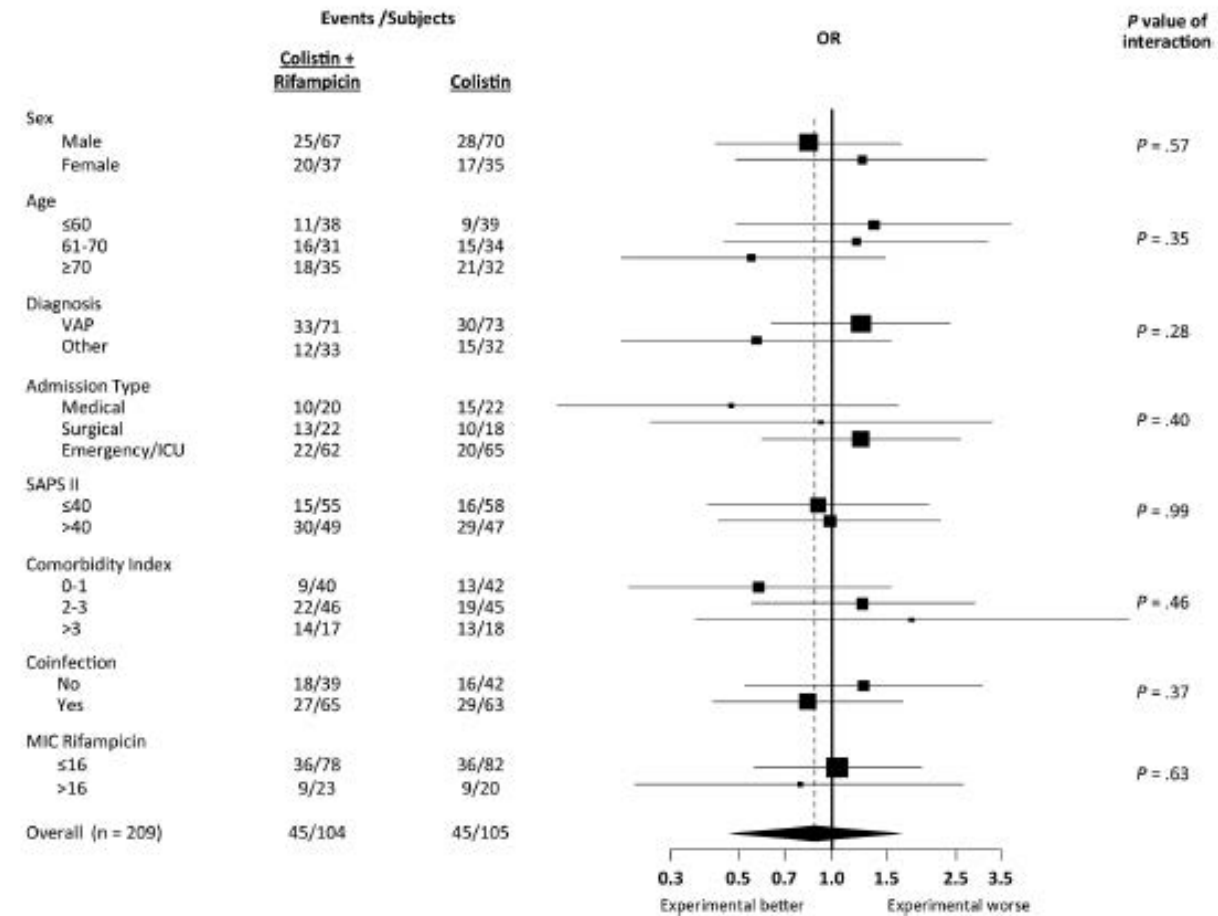 Events /Subjects
OR
P value of interaction
Colistin + Rifampicin
Colistin
Sex
Male 25/67 28/70 P = .57
Female 20/37 17/35
Age
≤60 11/38 9/39
61-70 16/31 15/34 P = .35
≥70 18/35 21/32
Diagnosis
VAP 33/71 30/73 P = .28
Other 12/33 15/32
Admission Type
Medical 10/20 15/22
Surgical 13/22 10/18 P = .40
Emergency/ICU 22/62 20/65
SAPS II
≤40 15/55 16/58 P = .99
>40 30/49 29/47
Comorbidity Index
0-1 9/40 13/42
2-3 22/46 19/45 P = .46
>3 14/17 13/18
Coinfection
No 18/39 16/42 P = .37
Yes 27/65 29/63
MIC Rifampicin
≤16 36/78 36/82 P = .63
>16 9/23 9/20
Overall (n = 209) 45/104 45/105
0.3 0.5 0.7 1.0 1.5 2.5 3.5
Experimental better Experimental worse